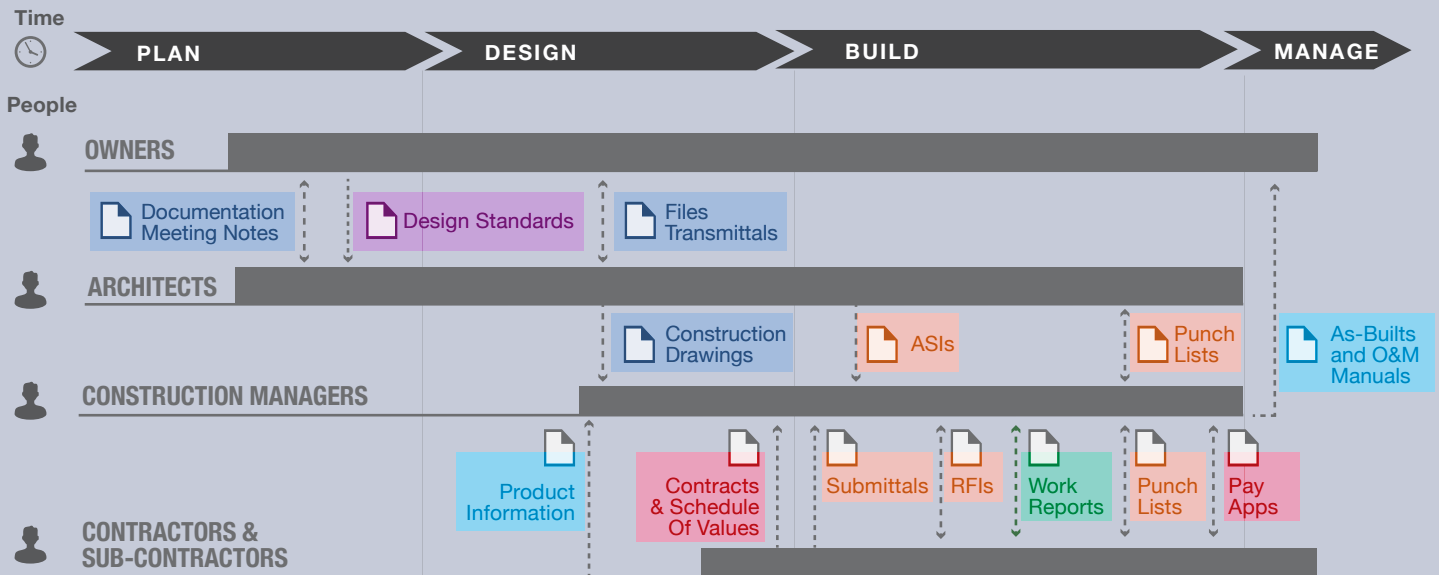 Time
PLAN
DESIGN
BUILD
MANAGE
People
OWNERS
Documentation
Meeting Notes
Design Standards
Files
Transmittals
ARCHITECTS
Construction
Drawings
ASIs
Punch
Lists
As-Builts
and O&M
Manuals
CONSTRUCTION MANAGERS
Product
Information
Contracts
& Schedule
Of Values
Submittals
RFIs
Work
Reports
Punch
Lists
Pay
Apps
CONTRACTORS &
SUB-CONTRACTORS